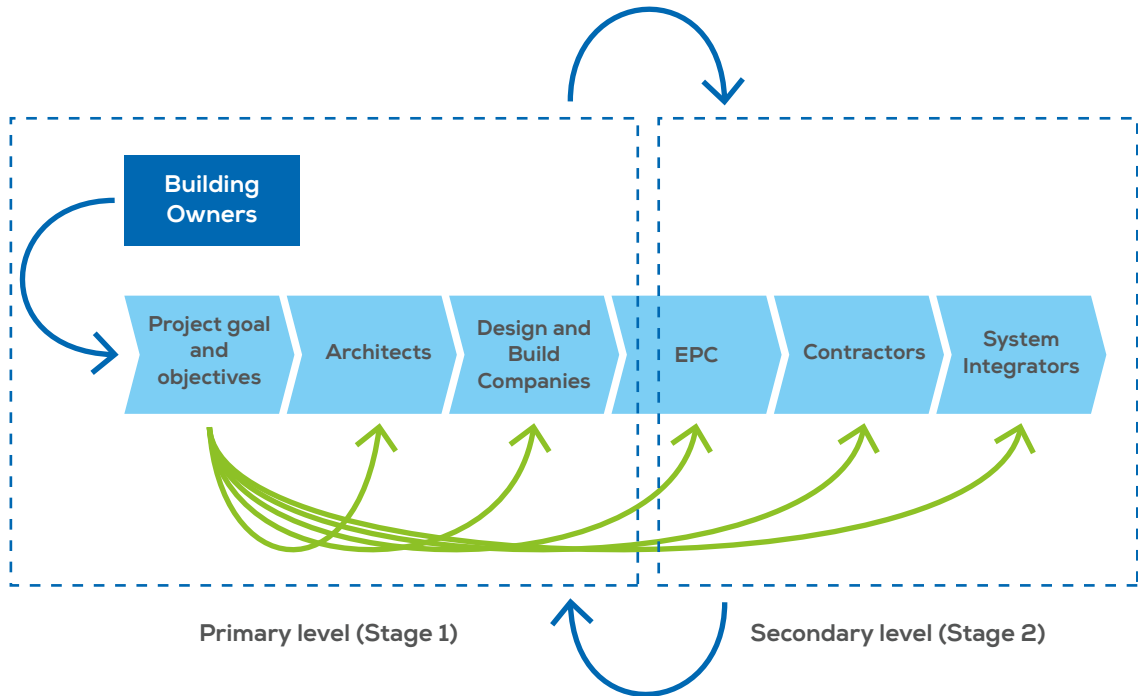 Building
Owners
Project goal
and
objectives
Architects
Design and
Build
Companies
EPC
Contractors
System
Integrators
Primary level (Stage 1)
Secondary level (Stage 2)